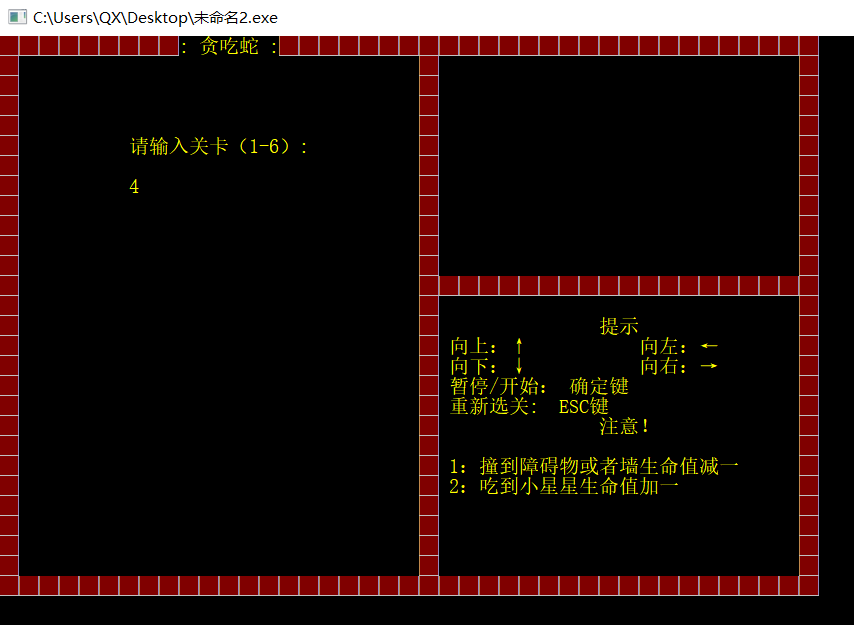 C:\Users\QX\Desktop\未命名2.exe
: 贪吃蛇 :
请输入关卡（1-6）:
4
提示
向上: ↑ 向左: ←
向下: ↓ 向右: →
暂停/开始: 确定键
重新选关: ESC键
注意!
1: 撞到障碍物或者墙生命值减一
2: 吃到小星星生命值加一